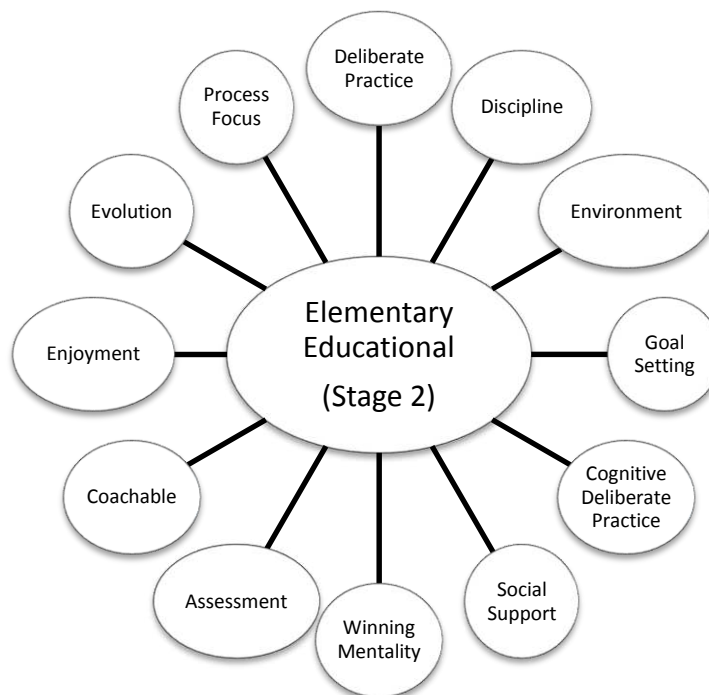 Deliberate
Practice
Process
Focus
Discipline
Evolution
Environment
Elementary
Educational
(Stage 2)
Enjoyment
Goal
Setting
Coachable
Cognitive
Deliberate
Practice
Assessment
Social
Support
Winning
Mentality